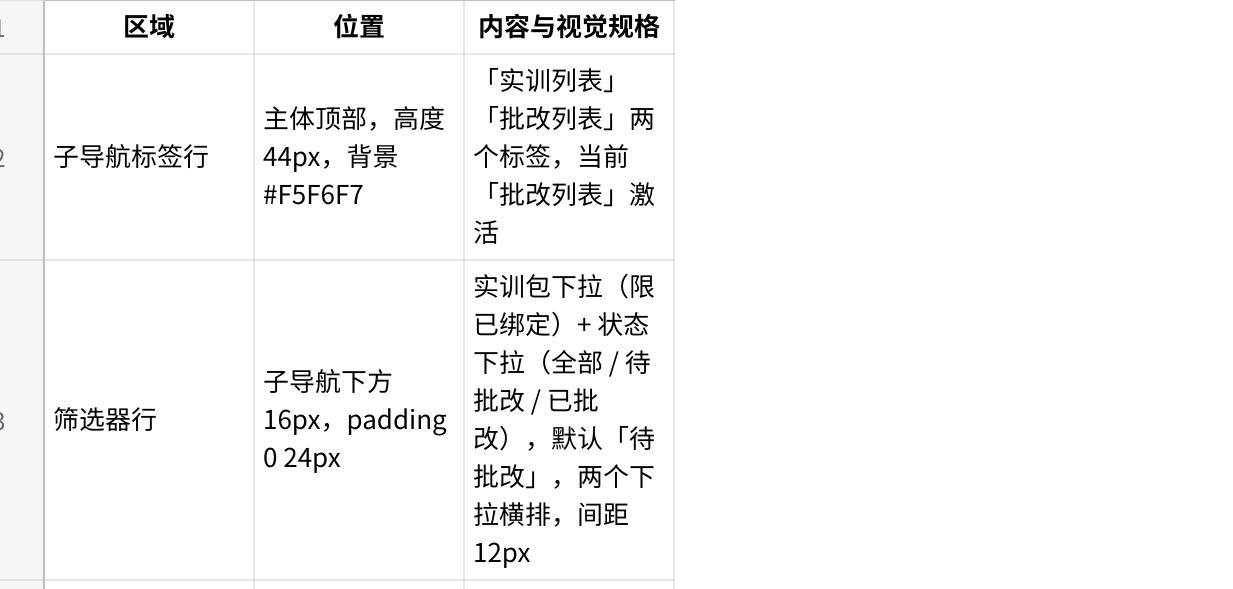 区域
位置
内容与视觉规格
子导航标签行
主体顶部，高度
44px，背景
#F5F6F7
「实训列表」
「批改列表」两
个标签，当前
「批改列表」激
活
筛选器行
子导航下方
16px，padding
0 24px
实训包下拉（限
已绑定）+ 状态
下拉（全部 / 待
批改 / 已批
改），默认「待
批改」，两个下
拉横排，间距
12px